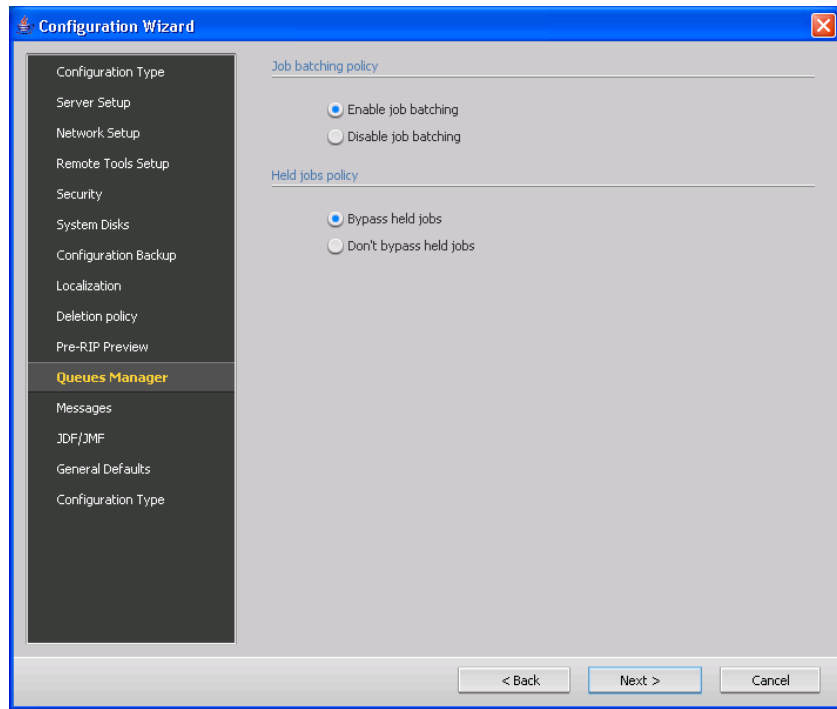 Configuration Wizard
Configuration Type
Server Setup
Network Setup
Remote Tools Setup
Security
System Disks
Configuration Backup
Localization
Deletion policy
Pre-RIP Preview
Queues Manager
Messages
JDF/JMF
General Defaults
Configuration Type
Job batching policy
Enable job batching
Disable job batching
Held jobs policy
Bypass held jobs
Don't bypass held jobs
< Back
Next >
Cancel